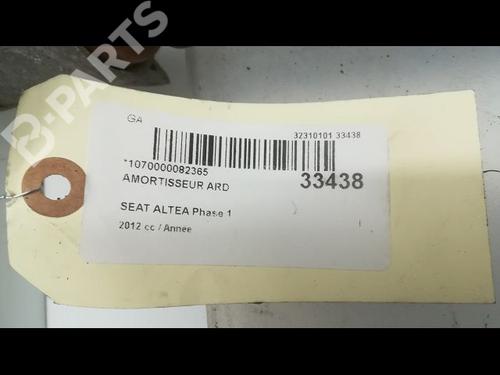 B-PARTS
GA
32310101 33438
*1070000082365
AMORTISSEUR ARD
33438
SEAT ALTEA Phase 1
2012 cc / Annee